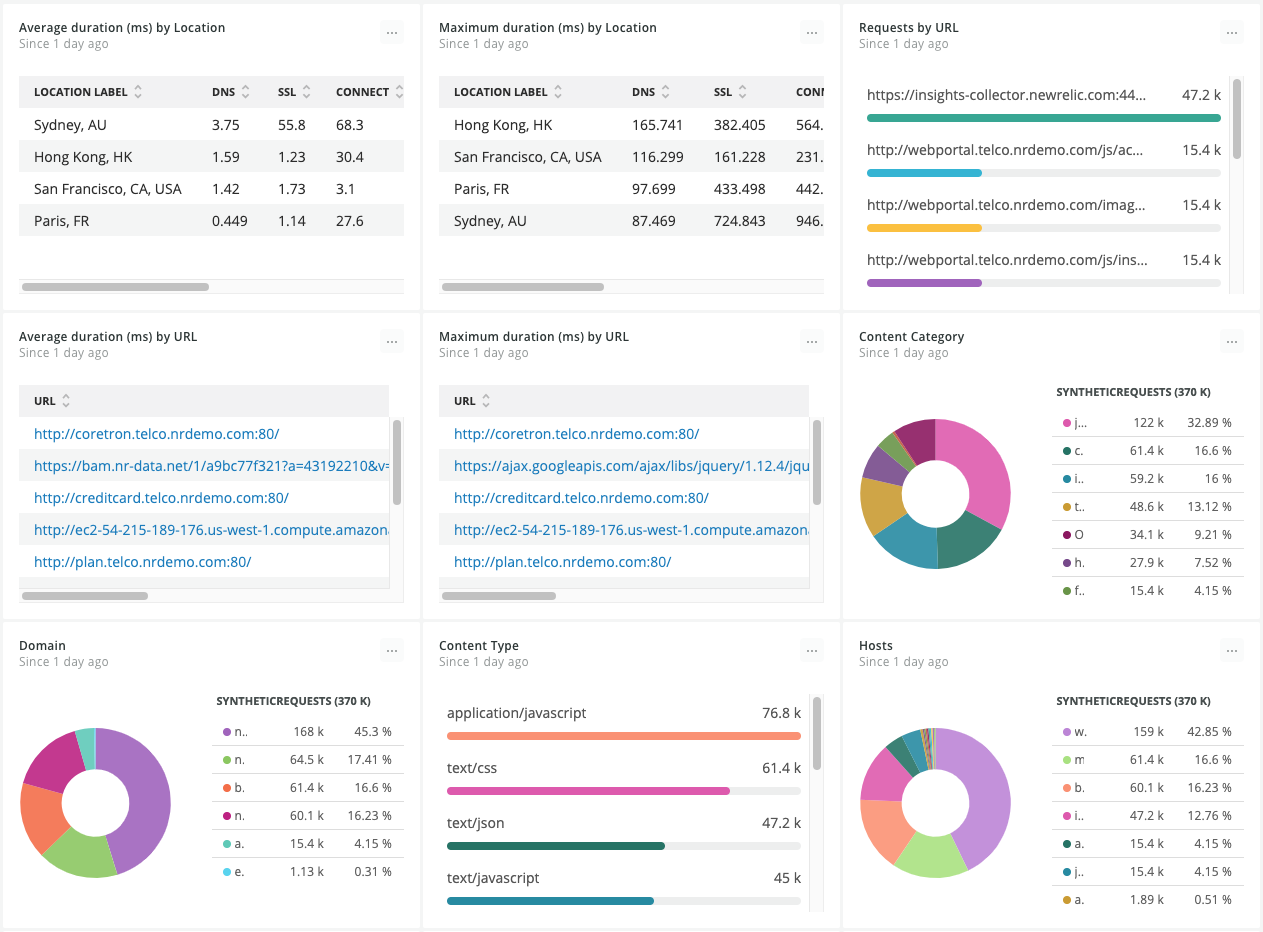 Average duration (ms) by Location
Since 1 day ago
...
LOCATION LABEL DNS SSL CONNECT
Sydney, AU 3.75 55.8 68.3
Hong Kong, HK 1.59 1.23 30.4
San Francisco, CA, USA 1.42 1.73 3.1
Paris, FR 0.449 1.14 27.6
Maximum duration (ms) by Location
Since 1 day ago
...
LOCATION LABEL DNS SSL CONN
Hong Kong, HK 165.741 382.405 564.
San Francisco, CA, USA 116.299 161.228 231.
Paris, FR 97.699 433.498 442.
Sydney, AU 87.469 724.843 946.
Requests by URL
Since 1 day ago
...
https://insights-collector.newrelic.com:44... 47.2 k
http://webportal.telco.nrdemo.com/js/ac... 15.4 k
http://webportal.telco.nrdemo.com/imag... 15.4 k
http://webportal.telco.nrdemo.com/js/ins... 15.4 k
Average duration (ms) by URL
Since 1 day ago
...
URL
http://coretron.telco.nrdemo.com:80/
https://bam.nr-data.net/1/a9bc77f321?a=43192210&v=
http://creditcard.telco.nrdemo.com:80/
http://ec2-54-215-189-176.us-west-1.compute.amazona
http://plan.telco.nrdemo.com:80/
Maximum duration (ms) by URL
Since 1 day ago
...
URL
http://coretron.telco.nrdemo.com:80/
https://ajax.googleapis.com/ajax/libs/jquery/1.12.4/jqu
http://creditcard.telco.nrdemo.com:80/
http://ec2-54-215-189-176.us-west-1.compute.amazona
http://plan.telco.nrdemo.com:80/
Content Category
Since 1 day ago
...
SYNTHETICREQUESTS (370 K)
j... 122 k 32.89 %
c. 61.4 k 16.6 %
i.. 59.2 k 16 %
t.. 48.6 k 13.12 %
O 34.1 k 9.21 %
h. 27.9 k 7.52 %
f.. 15.4 k 4.15 %
Domain
Since 1 day ago
...
SYNTHETICREQUESTS (370 K)
n.. 168 k 45.3 %
n. 64.5 k 17.41 %
b. 61.4 k 16.6 %
n. 60.1 k 16.23 %
a. 15.4 k 4.15 %
e. 1.13 k 0.31 %
Content Type
Since 1 day ago
...
application/javascript 76.8 k
text/css 61.4 k
text/json 47.2 k
text/javascript 45 k
Hosts
Since 1 day ago
...
SYNTHETICREQUESTS (370 K)
w. 159 k 42.85 %
m 61.4 k 16.6 %
b. 60.1 k 16.23 %
i.. 47.2 k 12.76 %
a. 15.4 k 4.15 %
j.. 15.4 k 4.15 %
a. 1.89 k 0.51 %